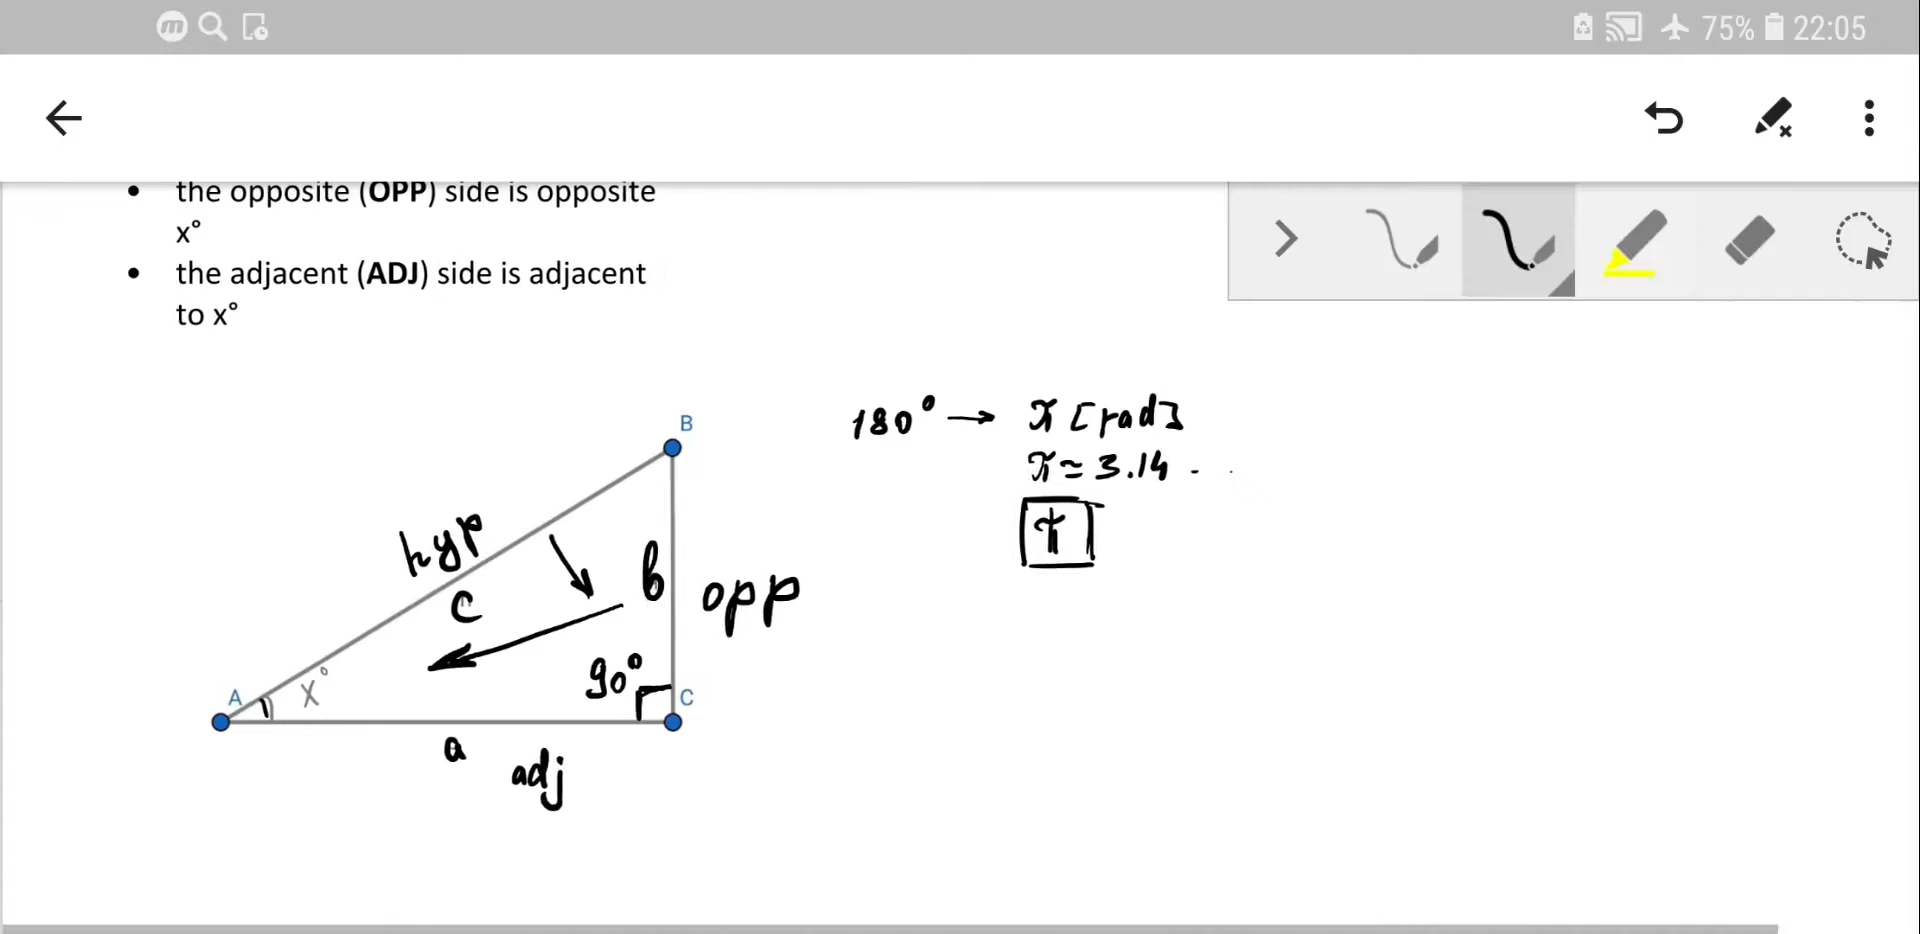 75% 22:05
• the opposite (OPP) side is opposite
x°
• the adjacent (ADJ) side is adjacent
to x°
180° → π [rad]
π ≈ 3.14 . .
π
B
hyp
c
b
opp
90°
A
x°
C
a
adj